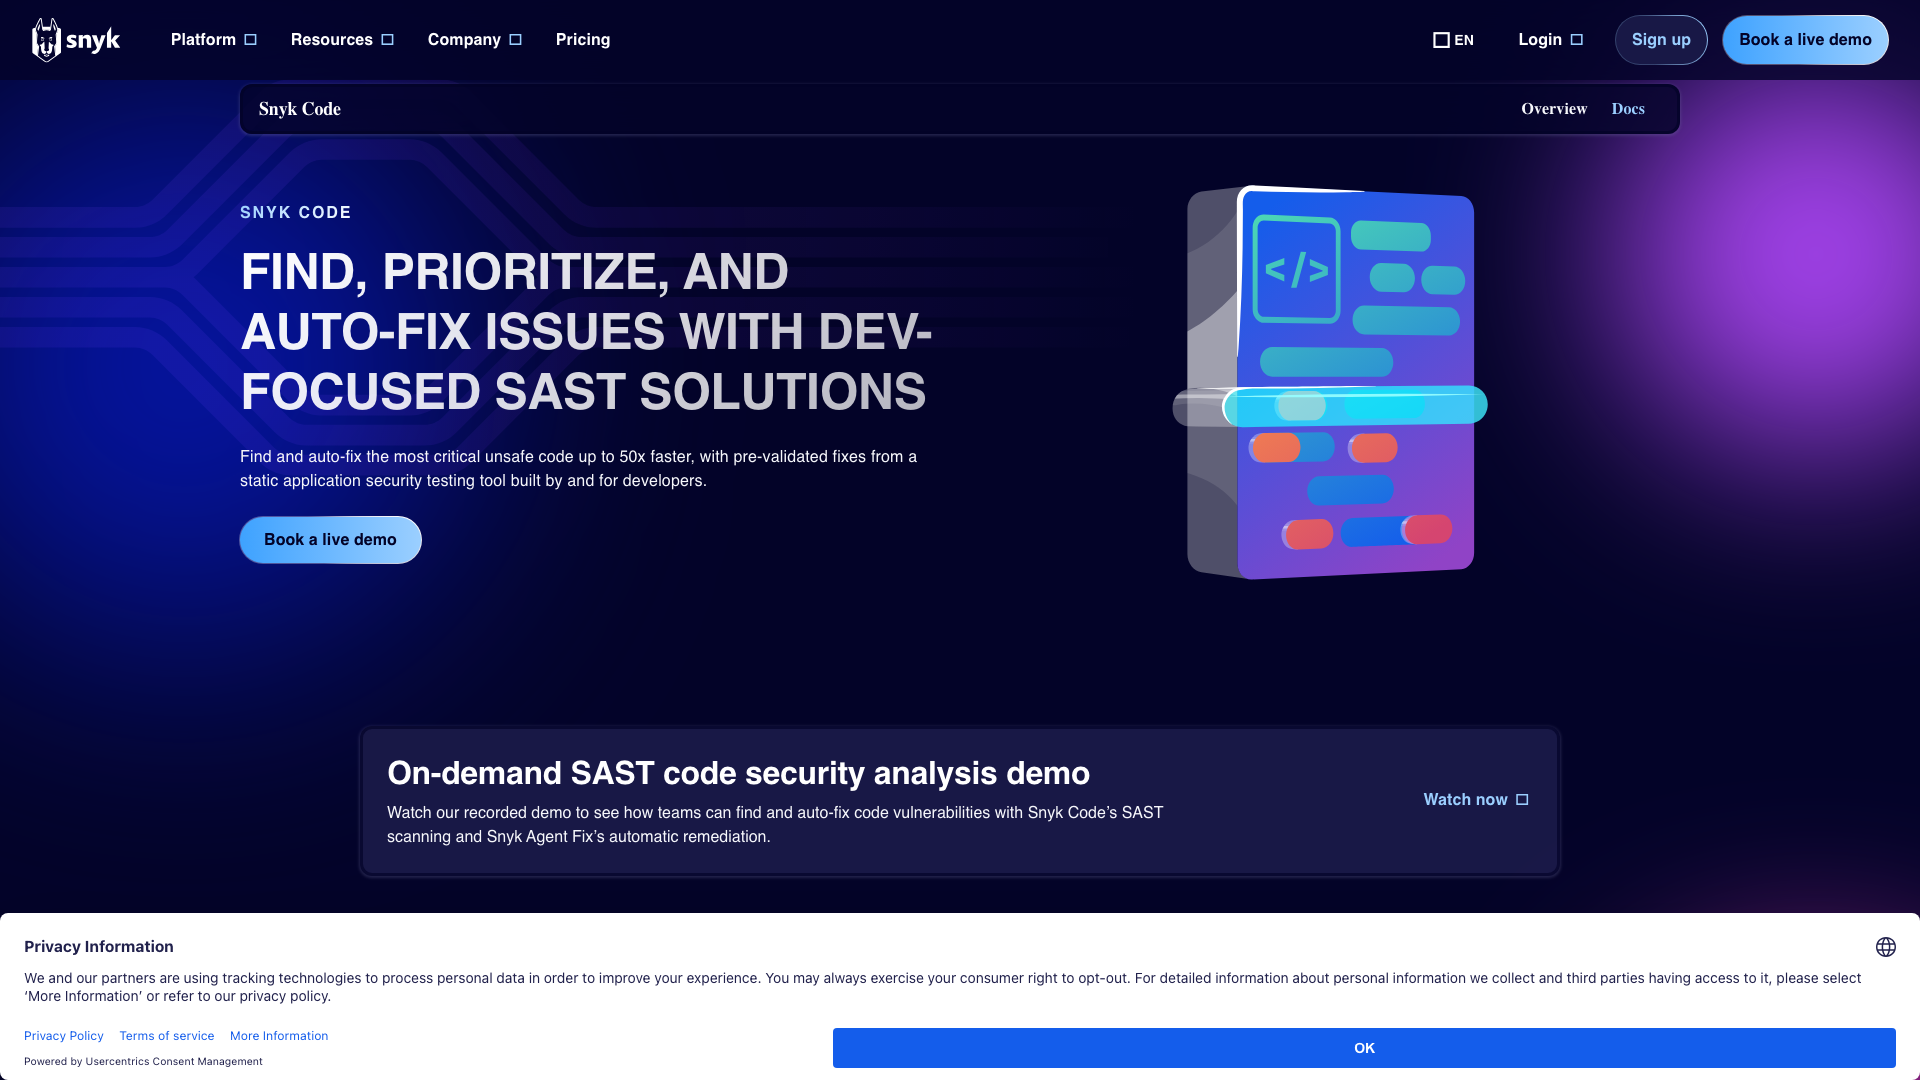 snyk
Platform
Resources
Company
Pricing
EN
Login
Sign up
Book a live demo
Snyk Code
Overview
Docs
SNYK CODE
FIND, PRIORITIZE, AND
AUTO-FIX ISSUES WITH DEV-
FOCUSED SAST SOLUTIONS
Find and auto-fix the most critical unsafe code up to 50x faster, with pre-validated fixes from a
static application security testing tool built by and for developers.
Book a live demo
</>
On-demand SAST code security analysis demo
Watch our recorded demo to see how teams can find and auto-fix code vulnerabilities with Snyk Code’s SAST
scanning and Snyk Agent Fix’s automatic remediation.
Watch now
Privacy Information
We and our partners are using tracking technologies to process personal data in order to improve your experience. You may always exercise your consumer right to opt-out. For detailed information about personal information we collect and third parties having access to it, please select
‘More Information’ or refer to our privacy policy.
Privacy Policy
Terms of service
More Information
Powered by Usercentrics Consent Management
OK